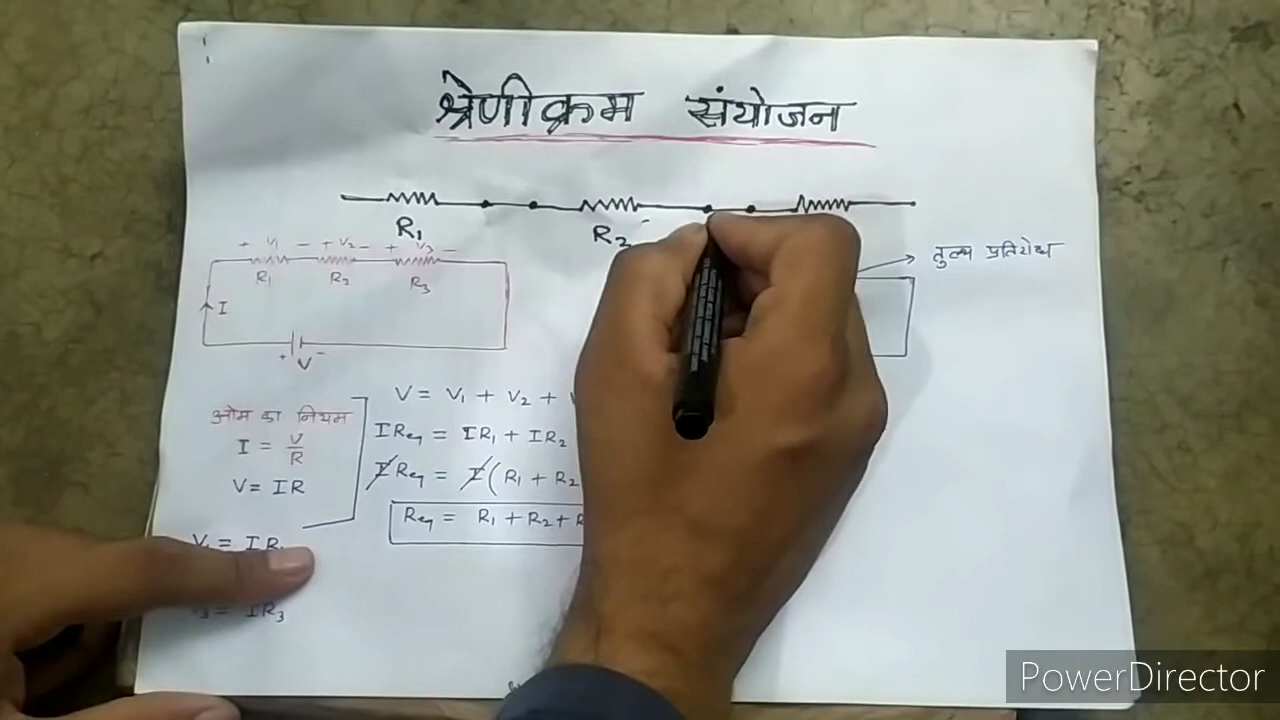 श्रेणीक्रम संयोजन
R1 R2
+ V1 - + V2 - + V3 -
R1 R2 R3
तुल्य प्रतिरोध
I
+ V -
ओम का नियम
I = V/R
V = IR
V = V1 + V2 +
IReq = IR1 + IR2
IReq = I(R1 + R2
Req = R1 + R2 + R
= IR3
PowerDirector